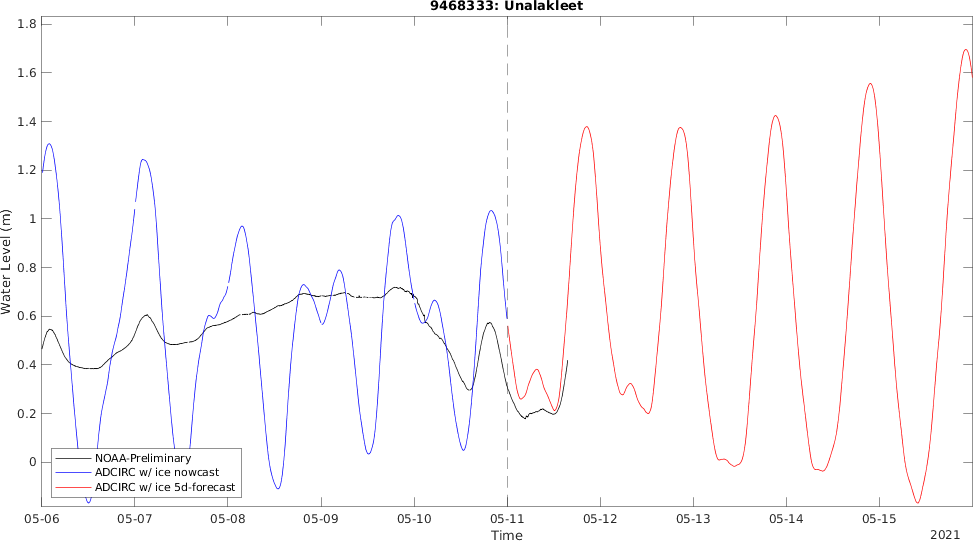 9468333: Unalakleet
1.8
1.6
1.4
1.2
1
0.8
0.6
0.4
0.2
0
Water Level (m)
NOAA-Preliminary
ADCIRC w/ ice nowcast
ADCIRC w/ ice 5d-forecast
05-06 05-07 05-08 05-09 05-10 05-11 05-12 05-13 05-14 05-15
Time
2021